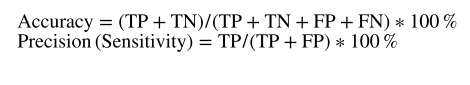 Accuracy = (TP + TN)/(TP + TN + FP + FN) ∗ 100 %
Precision (Sensitivity) = TP/(TP + FP) ∗ 100 %